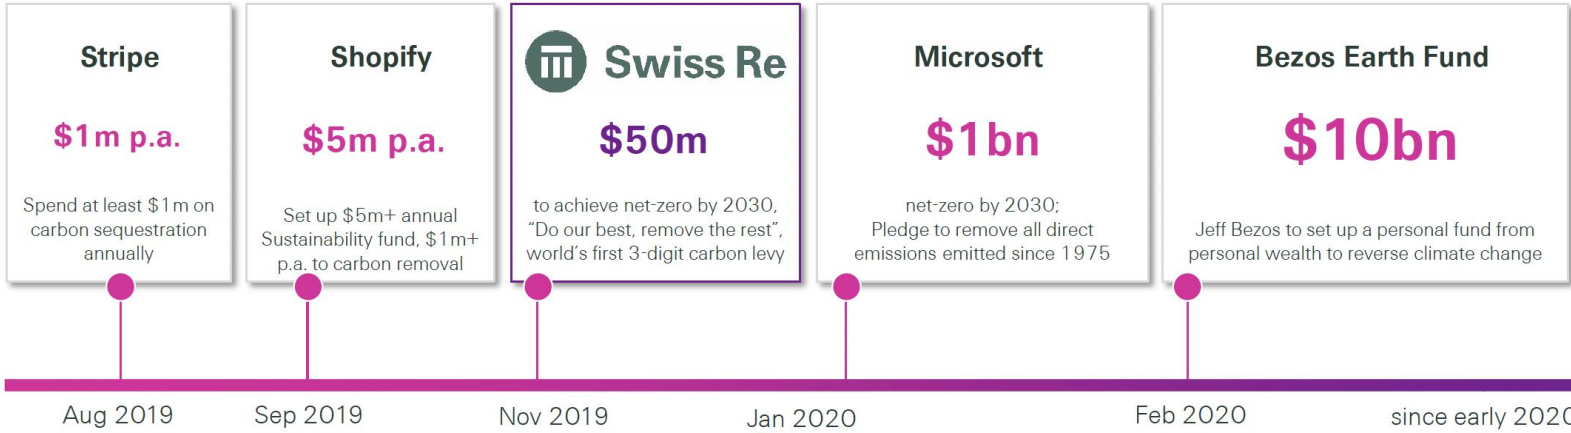 Stripe
$1m p.a.
Spend at least $1m on
carbon sequestration
annually
Shopify
$5m p.a.
Set up $5m+ annual
Sustainability fund, $1m+
p.a. to carbon removal
Swiss Re
$50m
to achieve net-zero by 2030,
“Do our best, remove the rest”,
world’s first 3-digit carbon levy
Microsoft
$1bn
net-zero by 2030;
Pledge to remove all direct
emissions emitted since 1975
Bezos Earth Fund
$10bn
Jeff Bezos to set up a personal fund from
personal wealth to reverse climate change
Aug 2019
Sep 2019
Nov 2019
Jan 2020
Feb 2020
since early 2020